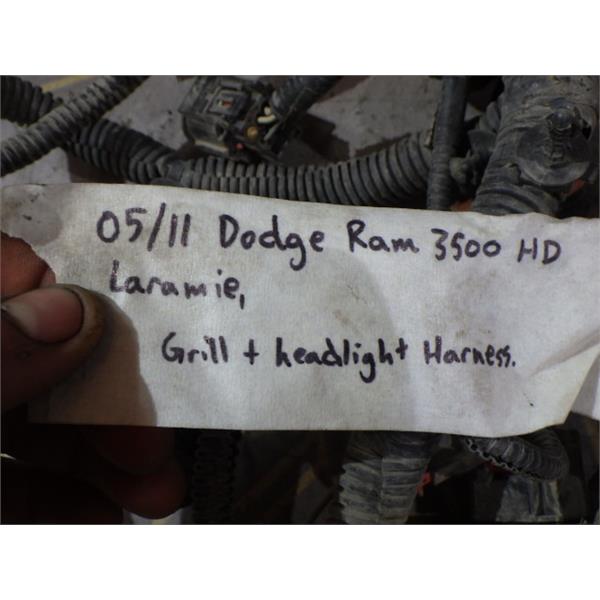 05/11 Dodge Ram 3500 HD
Laramie,
Grill + headlight Harness.